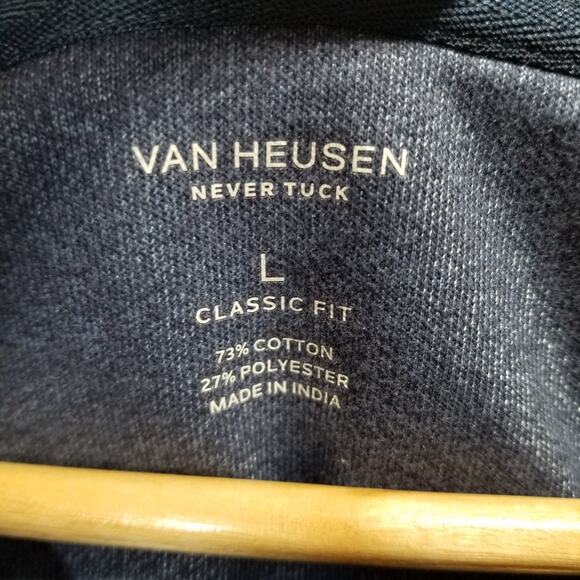 VAN HEUSEN
NEVER TUCK
L
CLASSIC FIT
73% COTTON
27% POLYESTER
MADE IN INDIA